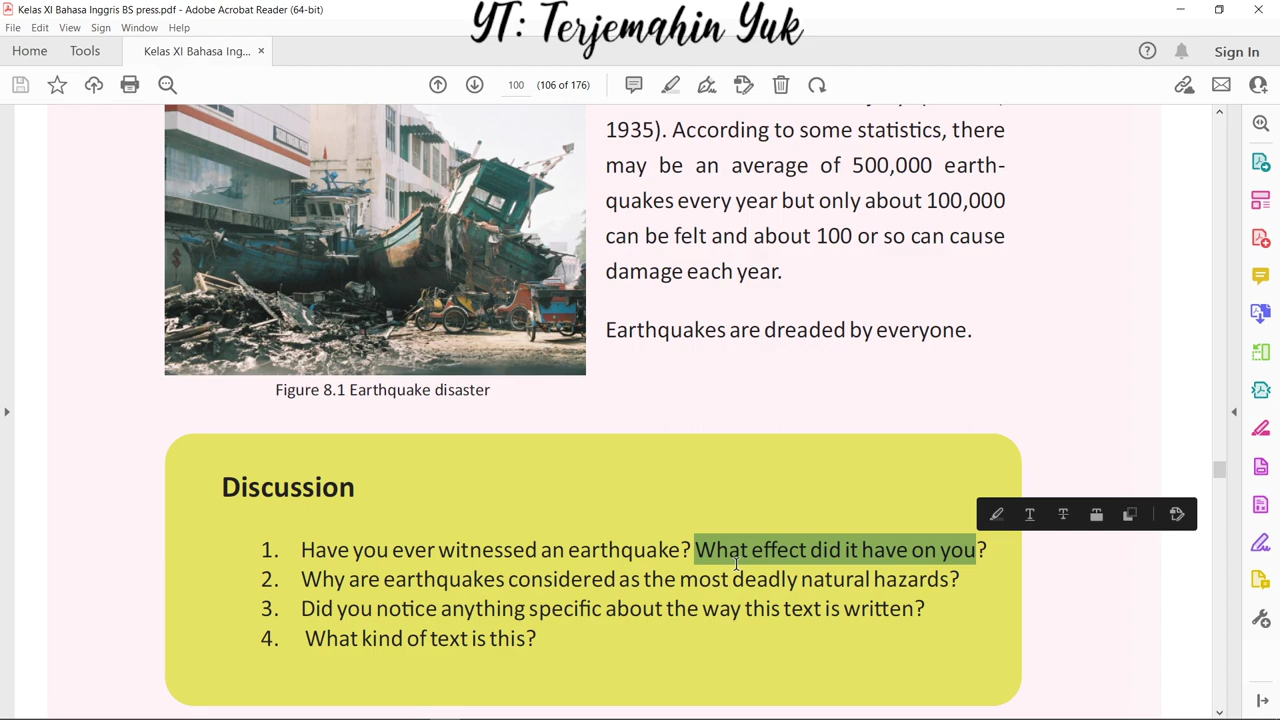 Kelas XI Bahasa Inggris BS press.pdf - Adobe Acrobat Reader (64-bit)
YT: Terjemahin Yuk
File Edit View Sign Window Help
Home Tools Kelas XI Bahasa Ing... × Sign In
100 (106 of 176)
1935). According to some statistics, there
may be an average of 500,000 earth-
quakes every year but only about 100,000
can be felt and about 100 or so can cause
damage each year.
Earthquakes are dreaded by everyone.
Figure 8.1 Earthquake disaster
Discussion
1. Have you ever witnessed an earthquake? What effect did it have on you?
2. Why are earthquakes considered as the most deadly natural hazards?
3. Did you notice anything specific about the way this text is written?
4. What kind of text is this?